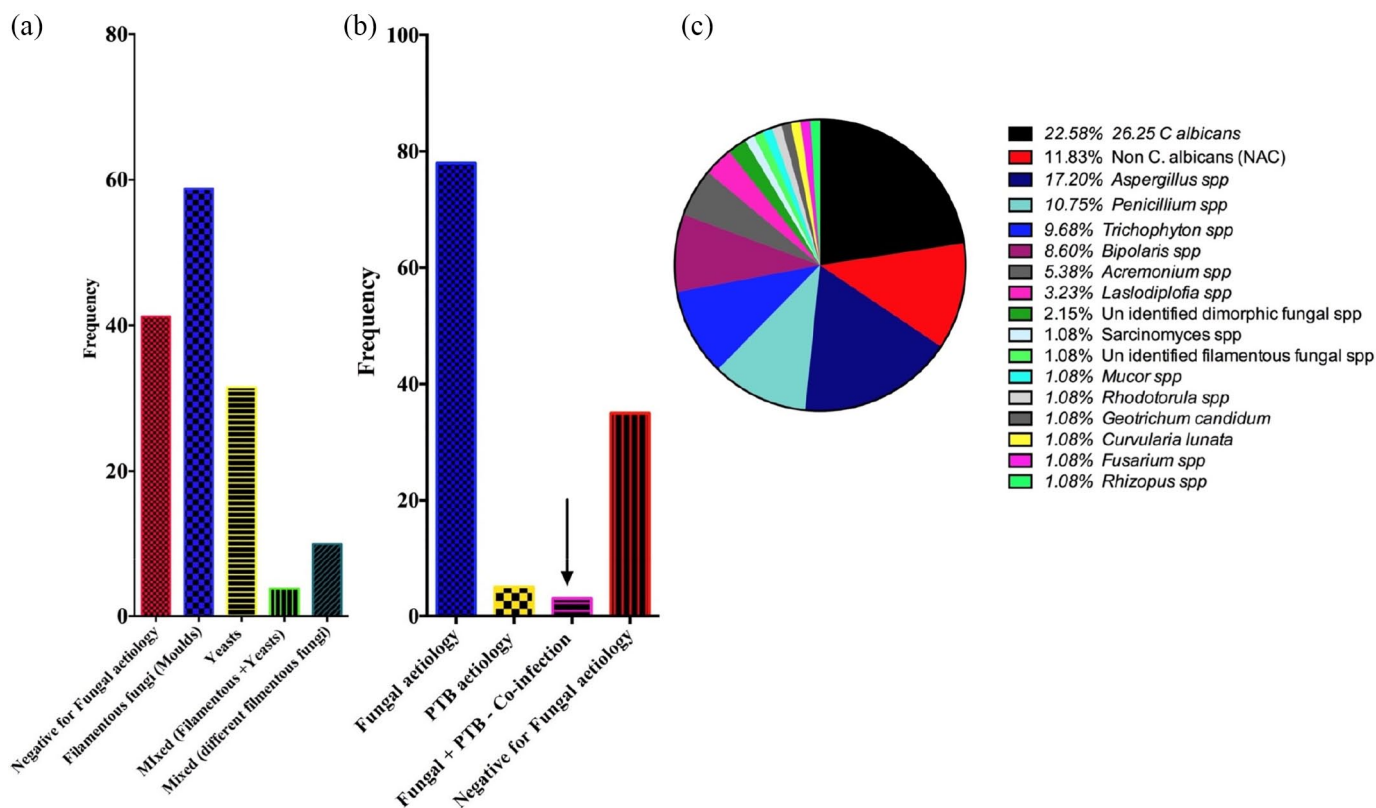 (a)
80
60
40
20
0
Frequency
Negative for Fungal aetiology
Filamentous fungi (Moulds)
Yeasts
MIxed (Filamentous +Yeasts)
Mixed (different filmentous fungi)
(b)
100
80
60
40
20
0
Frequency
Fungal aetiology
PTB aetiology
Fungal + PTB - Co-infection
Negative for Fungal aetiology
(c)
22.58% 26.25 C albicans
11.83% Non C. albicans (NAC)
17.20% Aspergillus spp
10.75% Penicillium spp
9.68% Trichophyton spp
8.60% Bipolaris spp
5.38% Acremonium spp
3.23% Laslodiplofia spp
2.15% Un identified dimorphic fungal spp
1.08% Sarcinomyces spp
1.08% Un identified filamentous fungal spp
1.08% Mucor spp
1.08% Rhodotorula spp
1.08% Geotrichum candidum
1.08% Curvularia lunata
1.08% Fusarium spp
1.08% Rhizopus spp